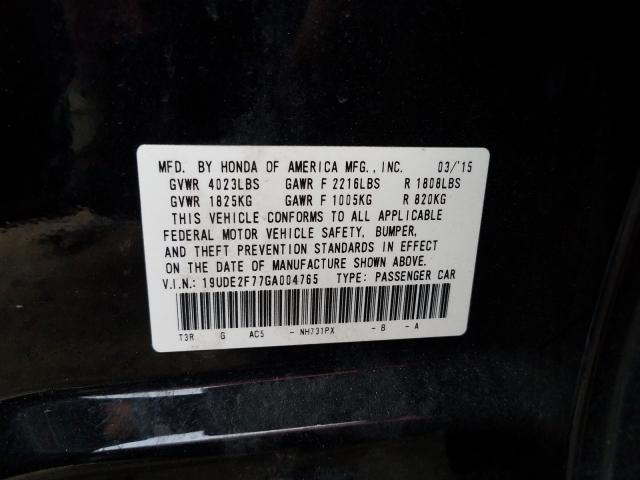 MFD. BY HONDA OF AMERICA MFG., INC. 03/'15
GVWR 4023LBS GAWR F 2216LBS R 1808LBS
GVWR 1825KG GAWR F 1005KG R 820KG
THIS VEHICLE CONFORMS TO ALL APPLICABLE
FEDERAL MOTOR VEHICLE SAFETY, BUMPER,
AND THEFT PREVENTION STANDARDS IN EFFECT
ON THE DATE OF MANUFACTURE SHOWN ABOVE.
V.I.N.: 19UDE2F77GA004765 TYPE: PASSENGER CAR
T3R G AC5 -NH731PX -B -A